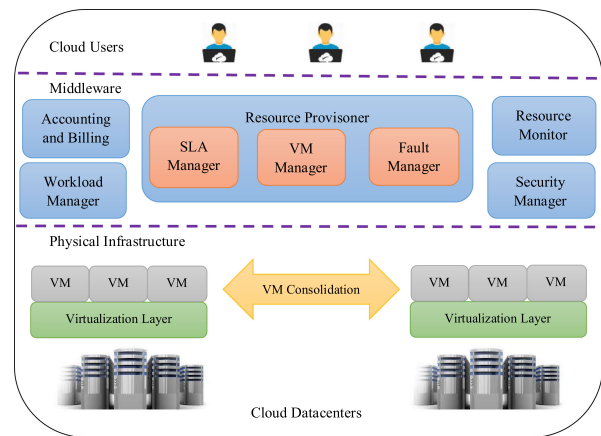 Cloud Users
Middleware
Accounting
and Billing
Workload
Manager
Resource Provisoner
SLA
Manager
VM
Manager
Fault
Manager
Resource
Monitor
Security
Manager
Physical Infrastructure
VM VM VM
Virtualization Layer
VM Consolidation
VM VM VM
Virtualization Layer
Cloud Datacenters